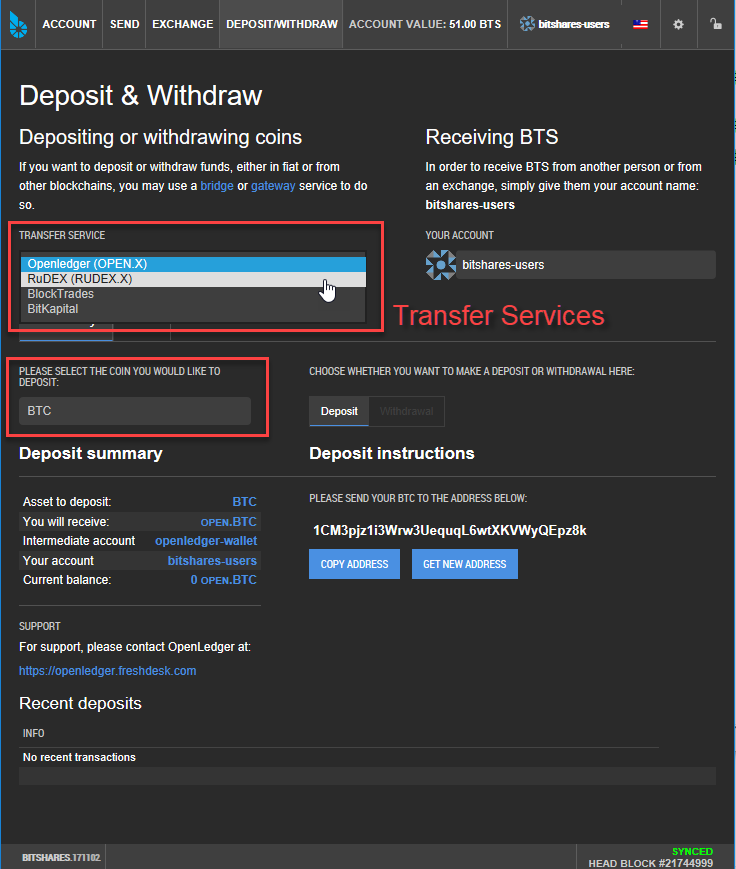 ACCOUNT SEND EXCHANGE DEPOSIT/WITHDRAW ACCOUNT VALUE: 51.00 BTS bitshares-users
Deposit & Withdraw
Depositing or withdrawing coins
If you want to deposit or withdraw funds, either in fiat or from
other blockchains, you may use a bridge or gateway service to do
so.
Receiving BTS
In order to receive BTS from another person or from
an exchange, simply give them your account name:
bitshares-users
TRANSFER SERVICE
Openledger (OPEN.X)
RuDEX (RUDEX.X)
BlockTrades
BitKapital
YOUR ACCOUNT
bitshares-users
Transfer Services
PLEASE SELECT THE COIN YOU WOULD LIKE TO
DEPOSIT:
BTC
CHOOSE WHETHER YOU WANT TO MAKE A DEPOSIT OR WITHDRAWAL HERE:
Deposit Withdrawal
Deposit summary
Asset to deposit: BTC
You will receive: OPEN.BTC
Intermediate account openledger-wallet
Your account bitshares-users
Current balance: 0 OPEN.BTC
Deposit instructions
PLEASE SEND YOUR BTC TO THE ADDRESS BELOW:
1CM3pjz1i3Wrw3UequqL6wtXKVWyQEpz8k
COPY ADDRESS GET NEW ADDRESS
SUPPORT
For support, please contact OpenLedger at:
https://openledger.freshdesk.com
Recent deposits
INFO
No recent transactions
BITSHARES.171102
SYNCED
HEAD BLOCK #21744999